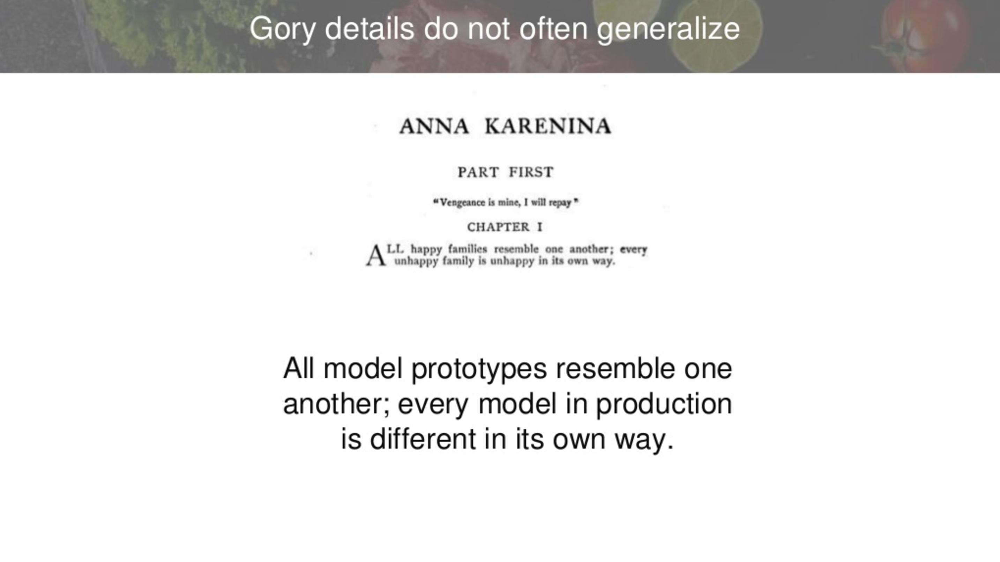 Gory details do not often generalize
ANNA KARENINA
PART FIRST
“Vengeance is mine, I will repay”
CHAPTER I
ALL happy families resemble one another; every
unhappy family is unhappy in its own way.
All model prototypes resemble one
another; every model in production
is different in its own way.